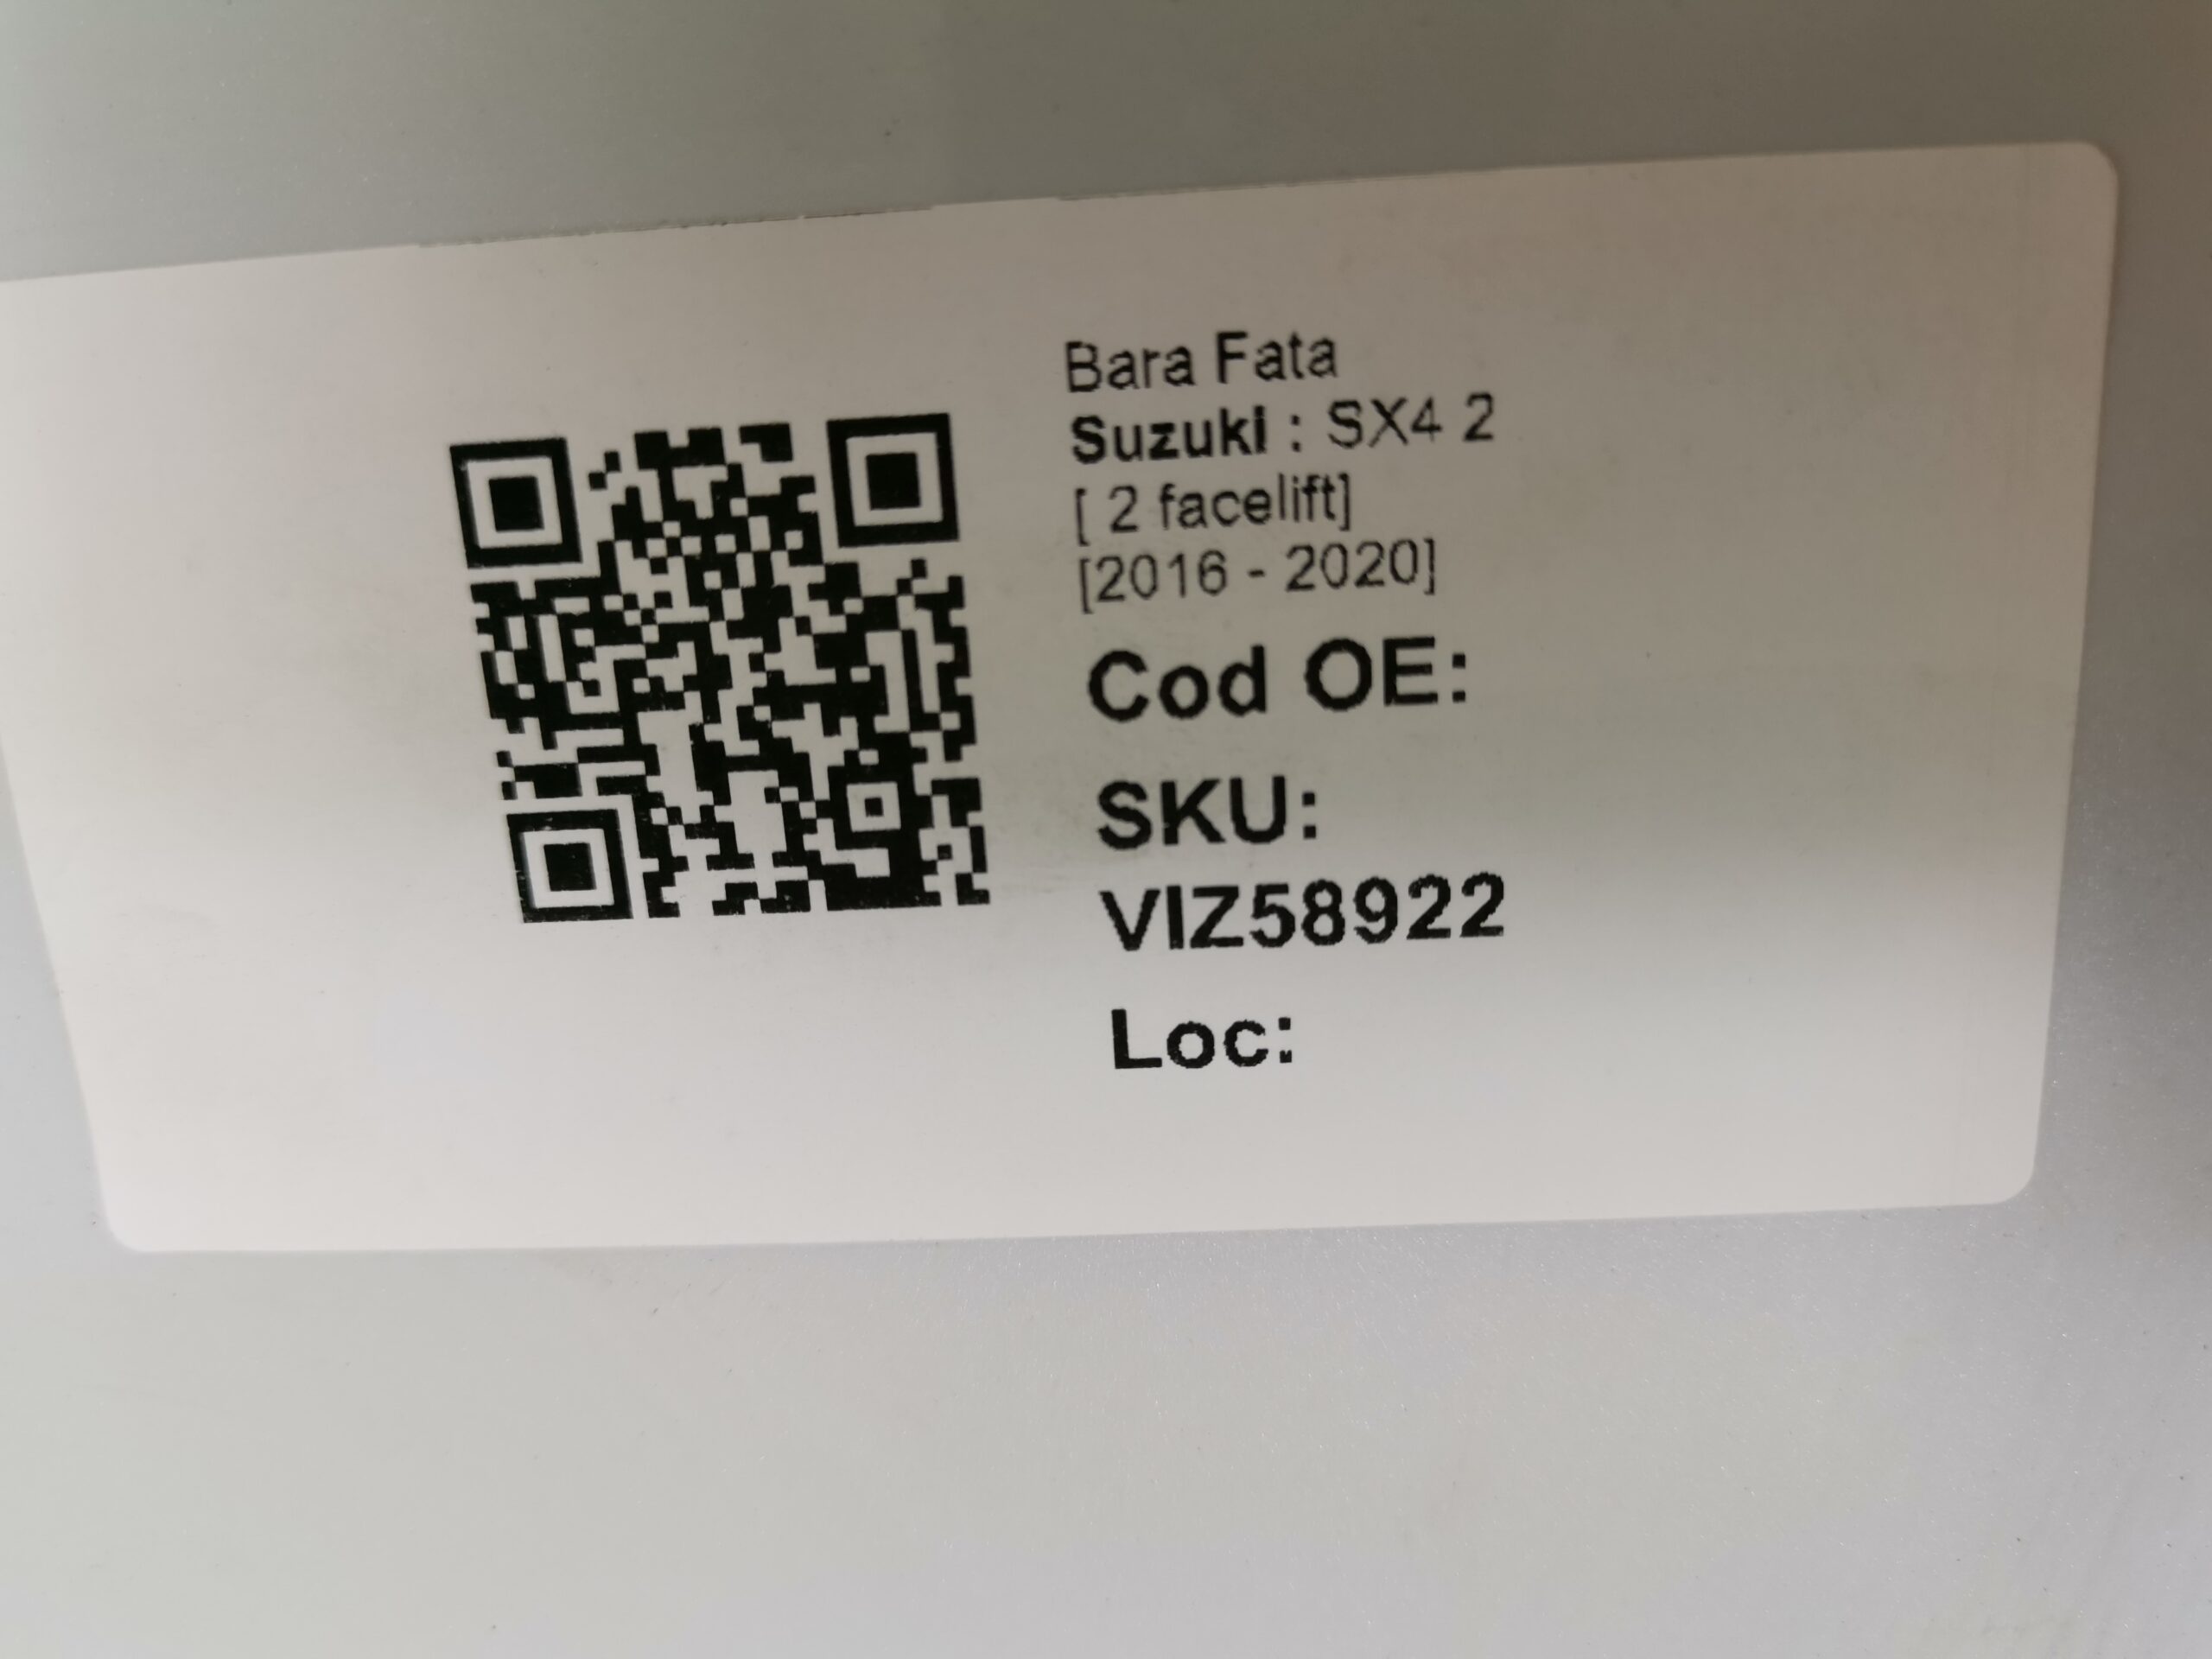 Bara Fata
Suzuki : SX4 2
[ 2 facelift]
[2016 - 2020]
Cod OE:
SKU:
VIZ58922
Loc: